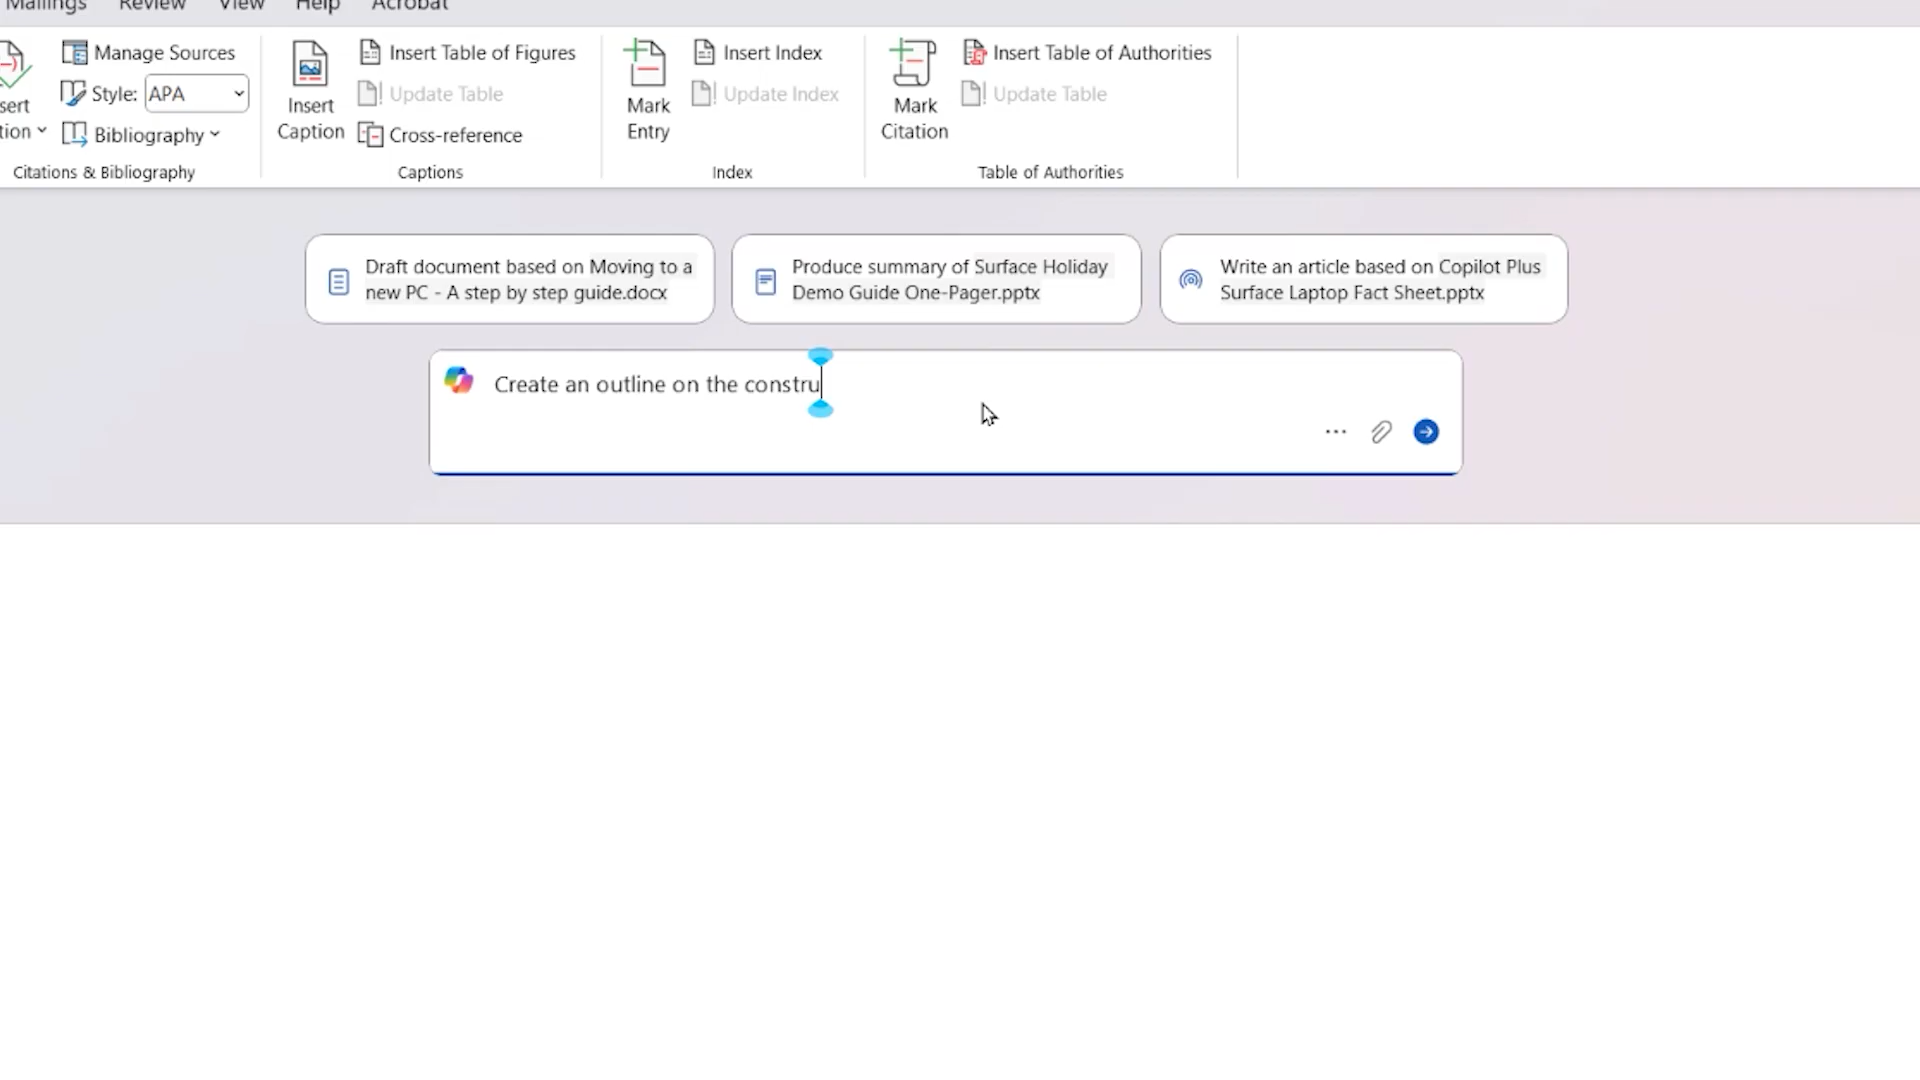 Mailings Review View Help Acrobat
Manage Sources
Style: APA
Bibliography
Citations & Bibliography
Insert
Caption
Insert Table of Figures
Update Table
Cross-reference
Captions
Mark
Entry
Insert Index
Update Index
Index
Mark
Citation
Insert Table of Authorities
Update Table
Table of Authorities
Draft document based on Moving to a
new PC - A step by step guide.docx
Produce summary of Surface Holiday
Demo Guide One-Pager.pptx
Write an article based on Copilot Plus
Surface Laptop Fact Sheet.pptx
Create an outline on the constru